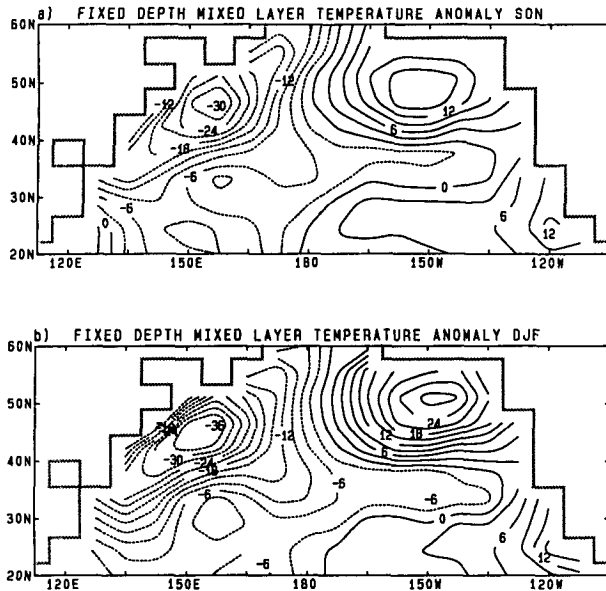 a) FIXED DEPTH MIXED LAYER TEMPERATURE ANOMALY SON
60N
50N
40N
30N
20N
-12
-12
-30
-24
-18
-6
-6
0
12
6
0
6
12
120E 150E 180 150W 120W
b) FIXED DEPTH MIXED LAYER TEMPERATURE ANOMALY DJF
60N
50N
40N
30N
20N
-36
-30
-24
-12
-6
-6
-6
-6
24
18
12
6
0
6
12
120E 150E 180 150W 120W